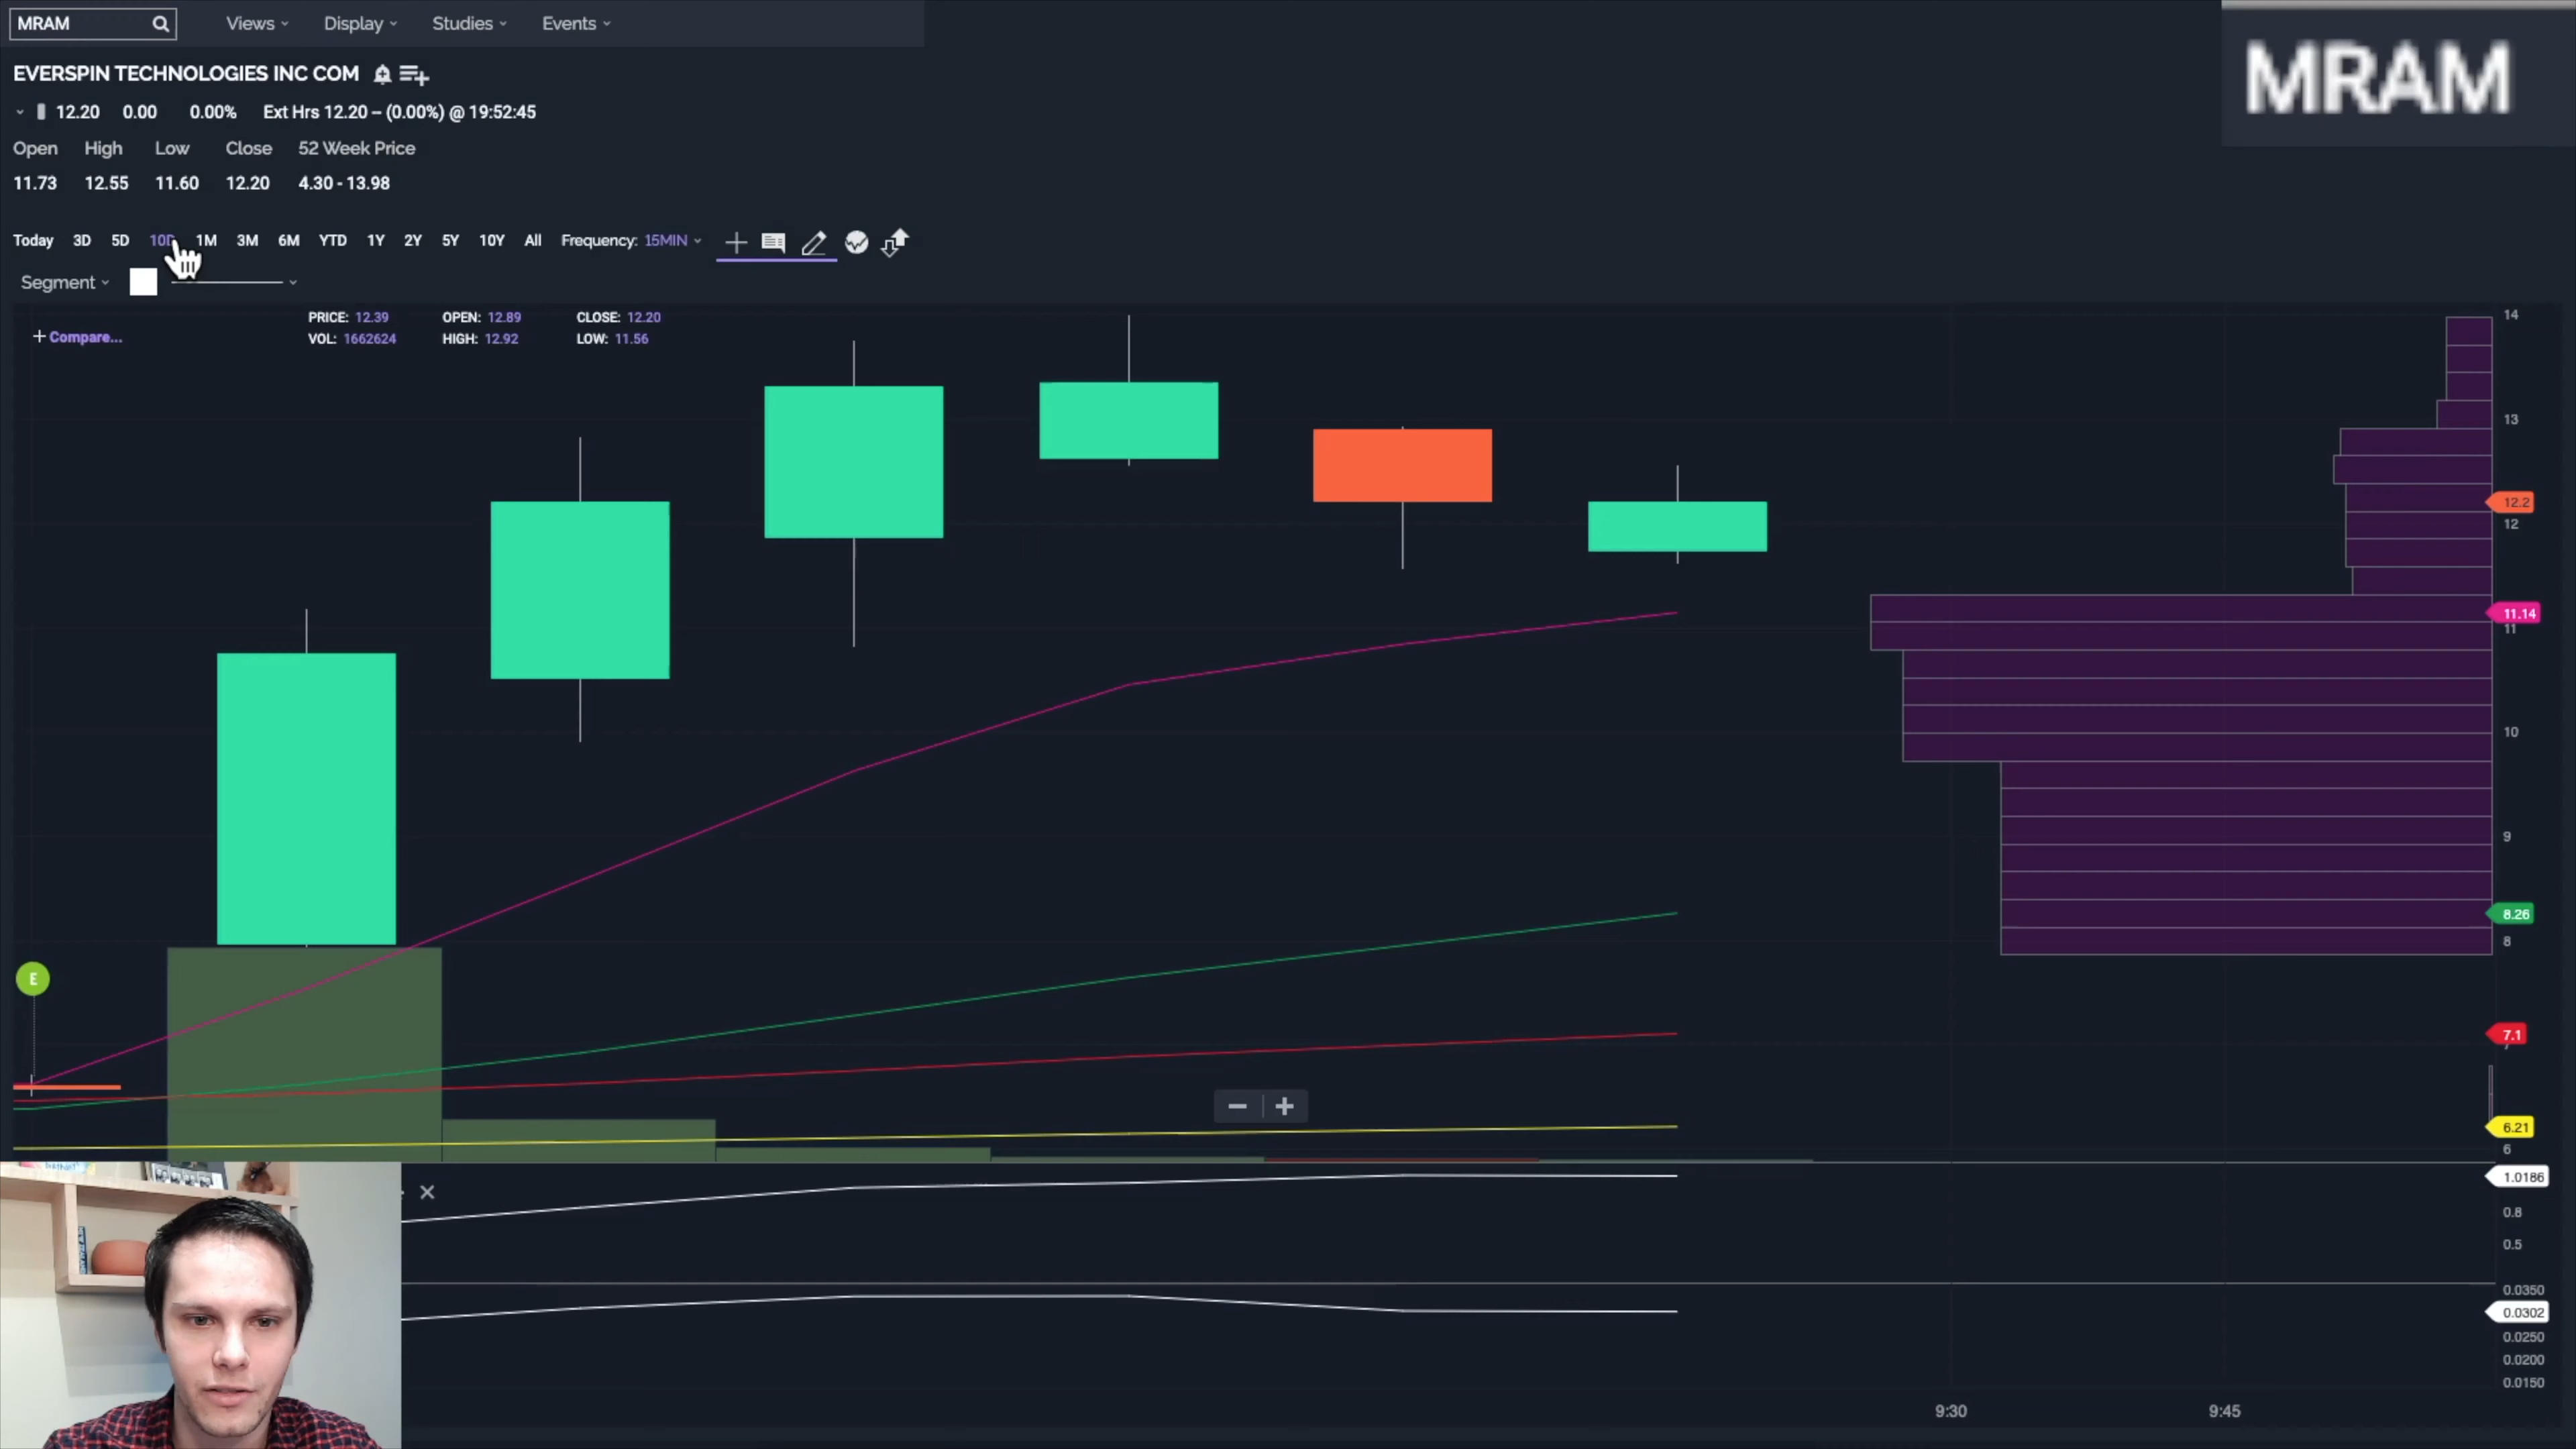 MRAM
Views Display Studies Events
MRAM
EVERSPIN TECHNOLOGIES INC COM
12.20 0.00 0.00% Ext Hrs 12.20 – (0.00%) @ 19:52:45
Open High Low Close 52 Week Price
11.73 12.55 11.60 12.20 4.30 - 13.98
Today 3D 5D 10D 1M 3M 6M YTD 1Y 2Y 5Y 10Y All Frequency: 15MIN
Segment
PRICE: 12.39 OPEN: 12.89 CLOSE: 12.20
+ Compare...
VOL: 1662624 HIGH: 12.92 LOW: 11.56
14
13
12.2
12
11.14
11
10
9
8.26
8
E
7.1
6.21
6
1.0186
0.8
0.5
0.0350
0.0302
0.0250
0.0200
0.0150
9:30 9:45